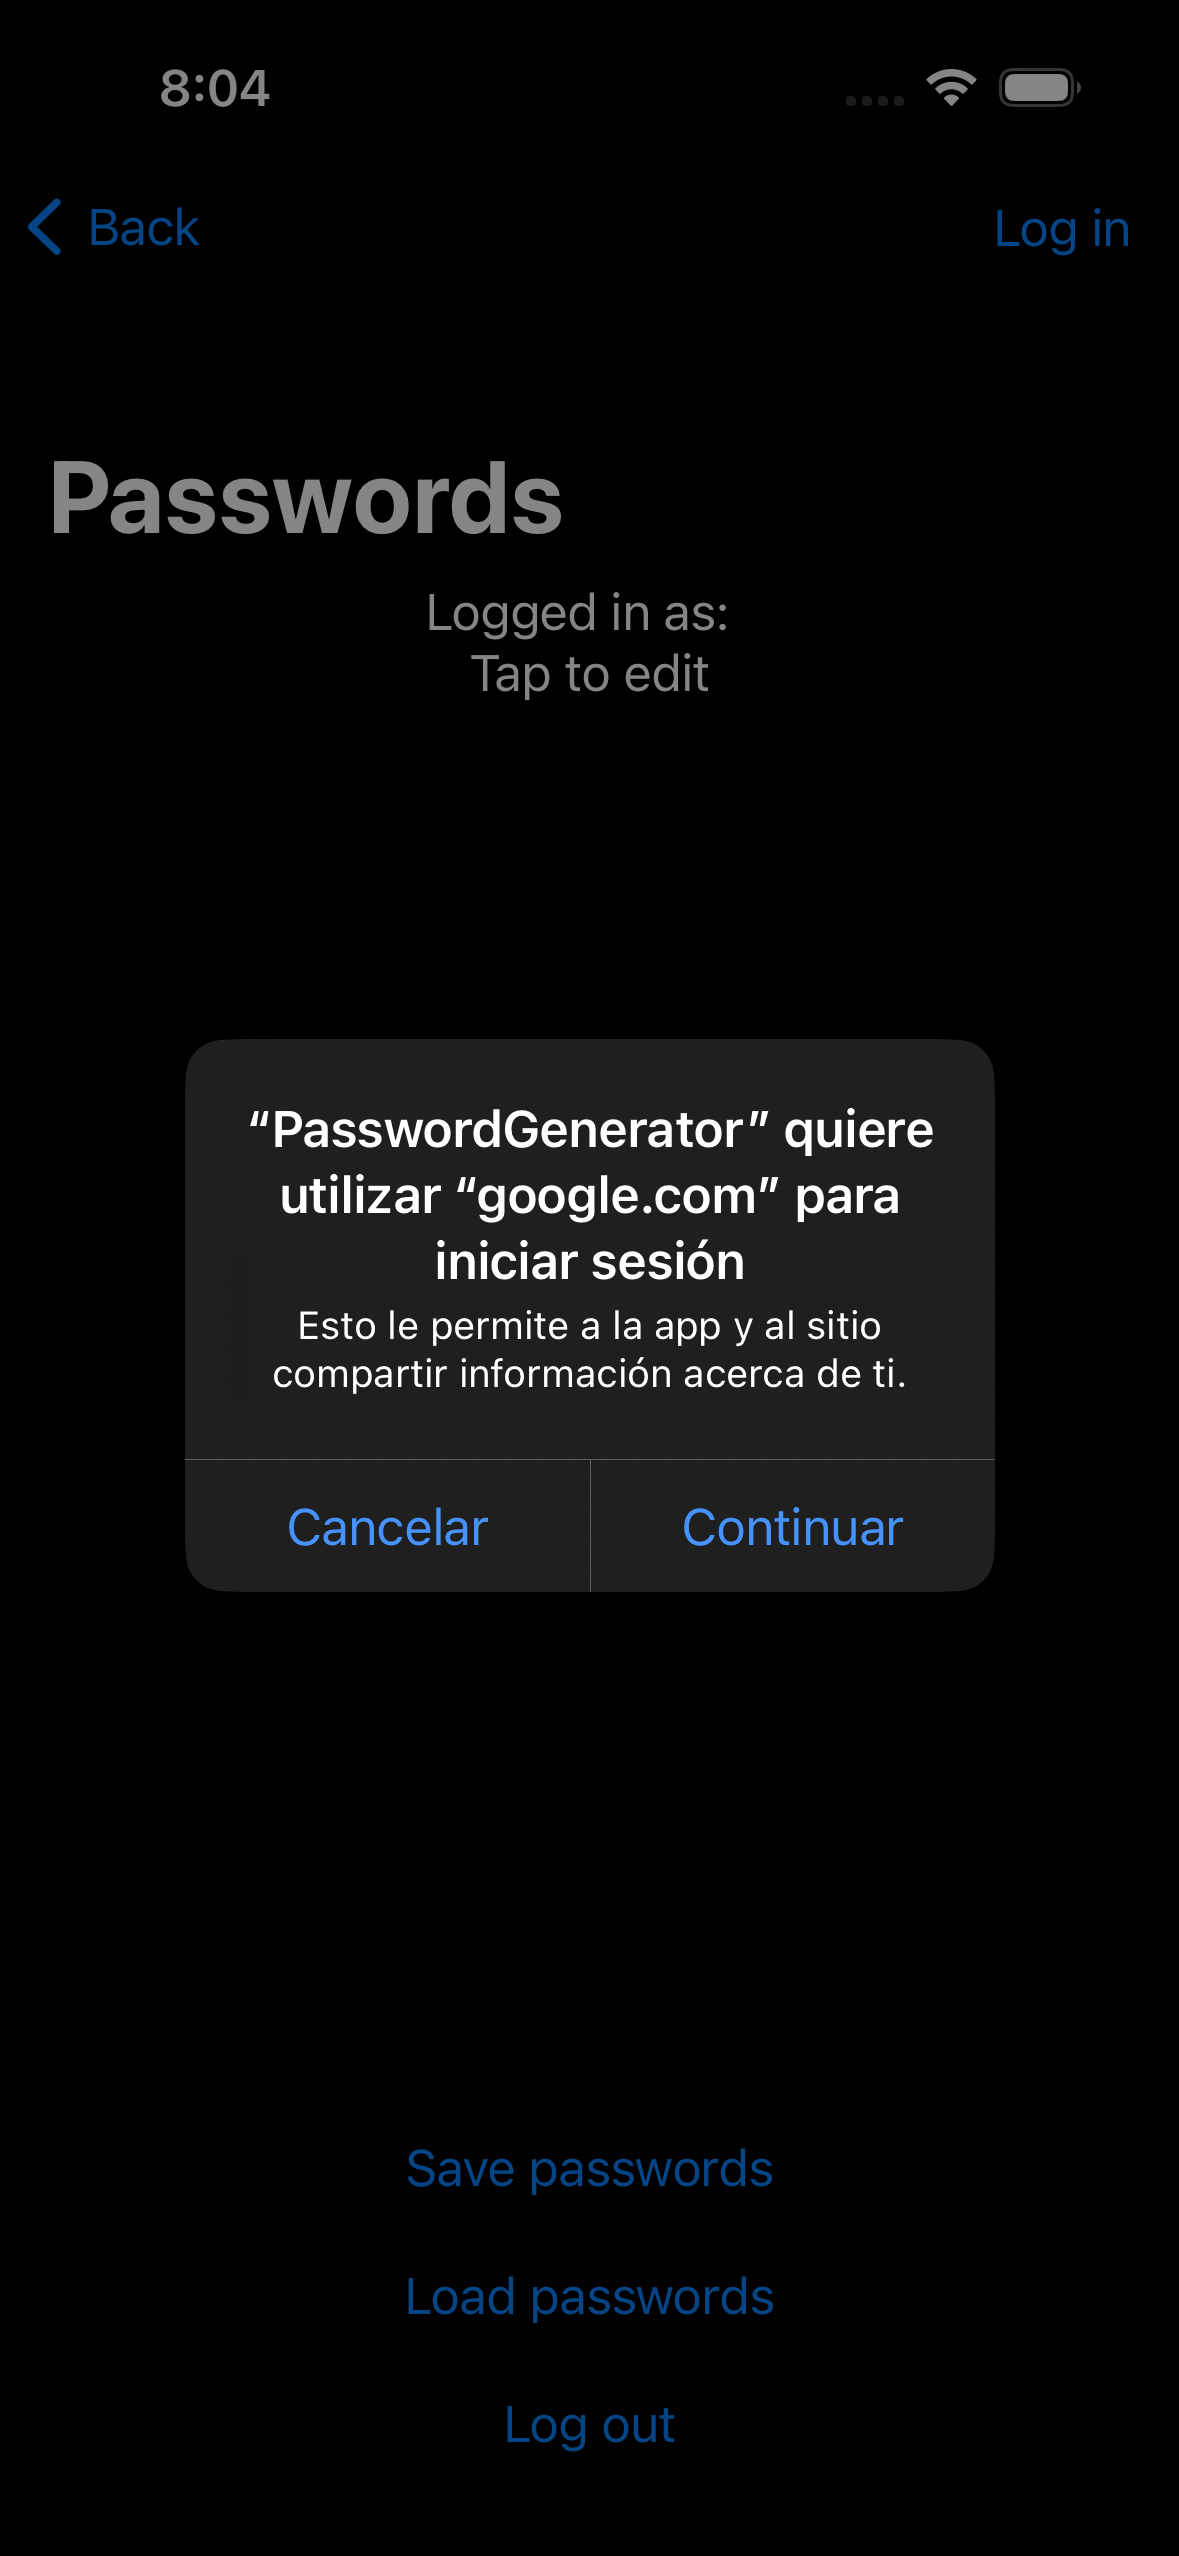 8:04
Back
Log in
Passwords
Logged in as:
Tap to edit
“PasswordGenerator” quiere
utilizar “google.com” para
iniciar sesión
Esto le permite a la app y al sitio
compartir información acerca de ti.
Cancelar
Continuar
Save passwords
Load passwords
Log out